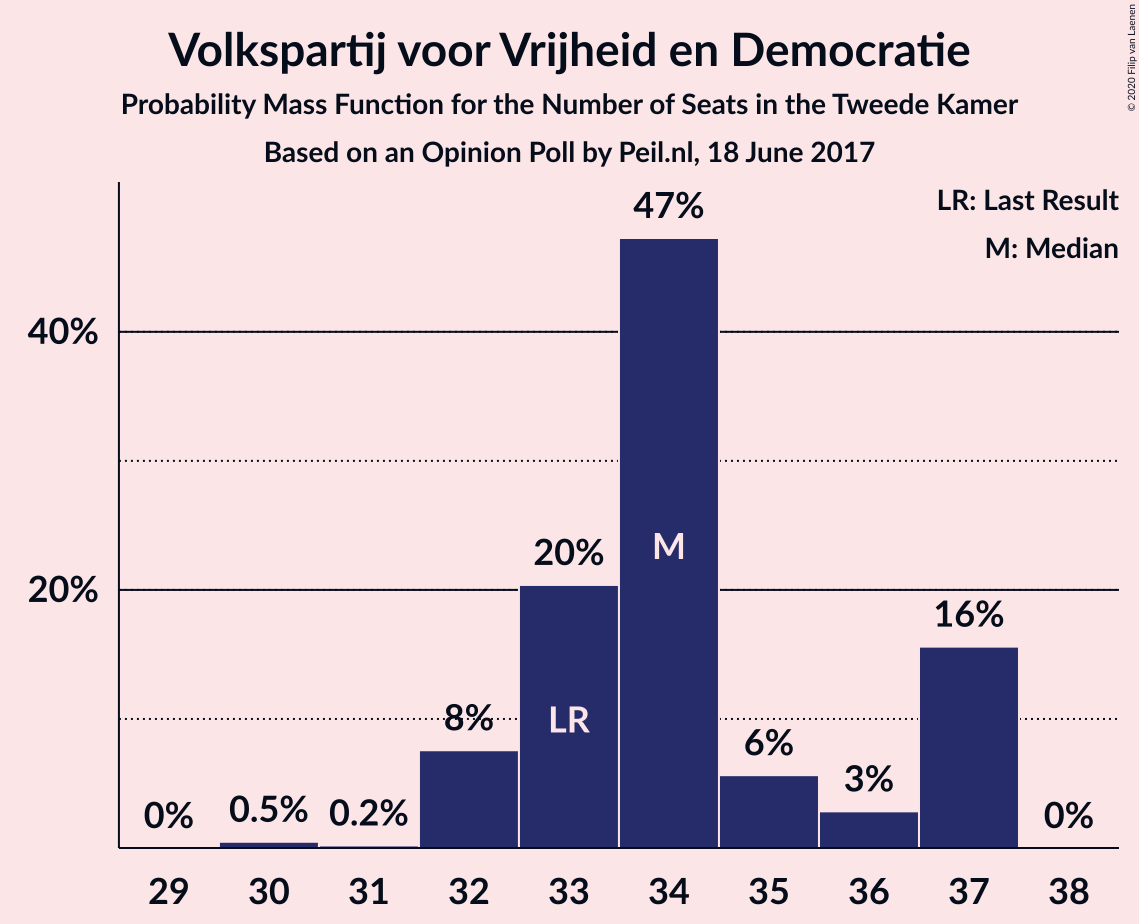 Volkspartij voor Vrijheid en Democratie
Probability Mass Function for the Number of Seats in the Tweede Kamer
Based on an Opinion Poll by Peil.nl, 18 June 2017
© 2020 Filip van Laenen
LR: Last Result
M: Median
40%
20%
0%
0.5%
0.2%
8%
20%
47%
6%
3%
16%
0%
LR
M
29 30 31 32 33 34 35 36 37 38